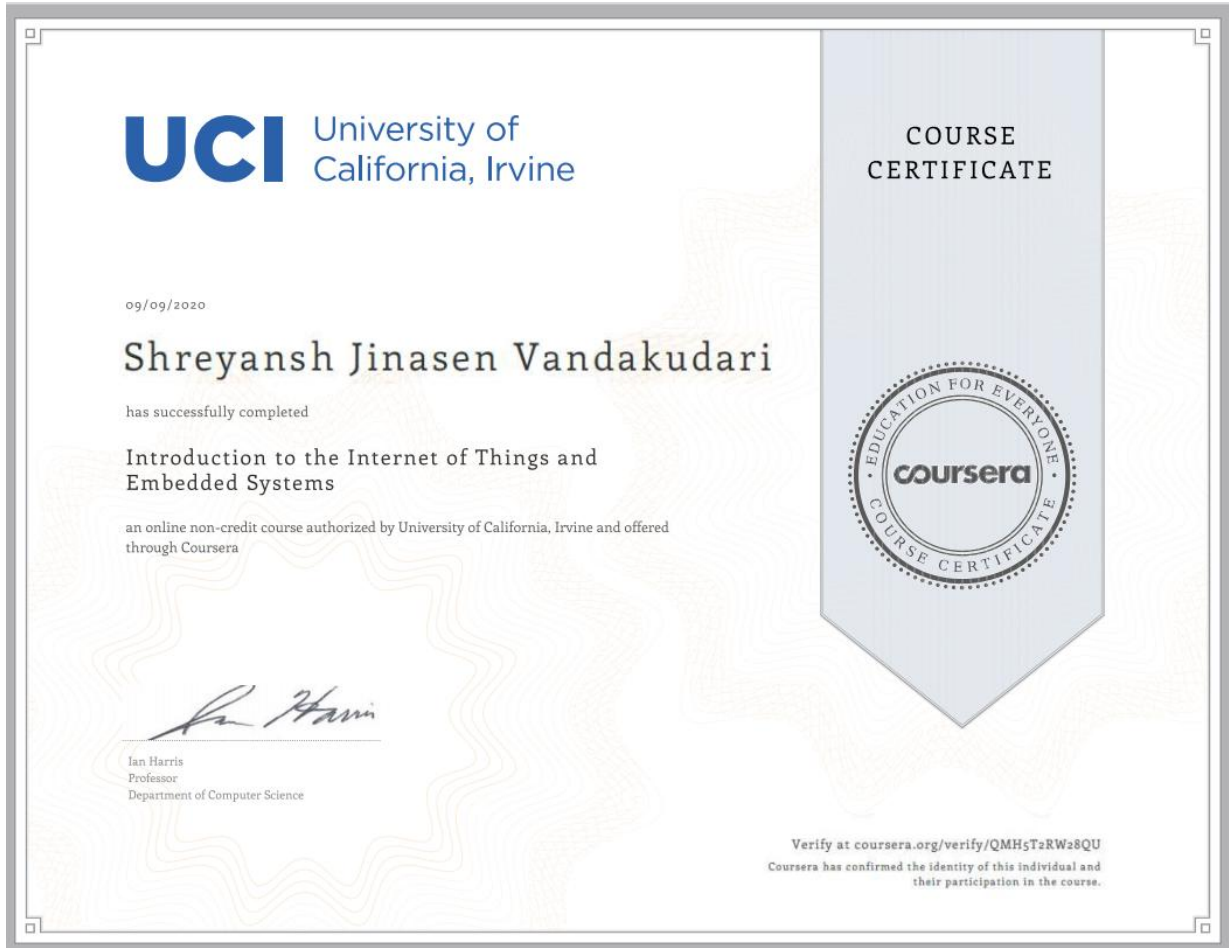 UCI University of
California, Irvine
COURSE
CERTIFICATE
09/09/2020
Shreyansh Jinasen Vandakudari
has successfully completed
Introduction to the Internet of Things and
Embedded Systems
an online non-credit course authorized by University of California, Irvine and offered
through Coursera
EDUCATION FOR EVERYONE
coursera
COURSE CERTIFICATE
Ian Harris
Ian Harris
Professor
Department of Computer Science
Verify at coursera.org/verify/QMH5T2RW28QU
Coursera has confirmed the identity of this individual and
their participation in the course.